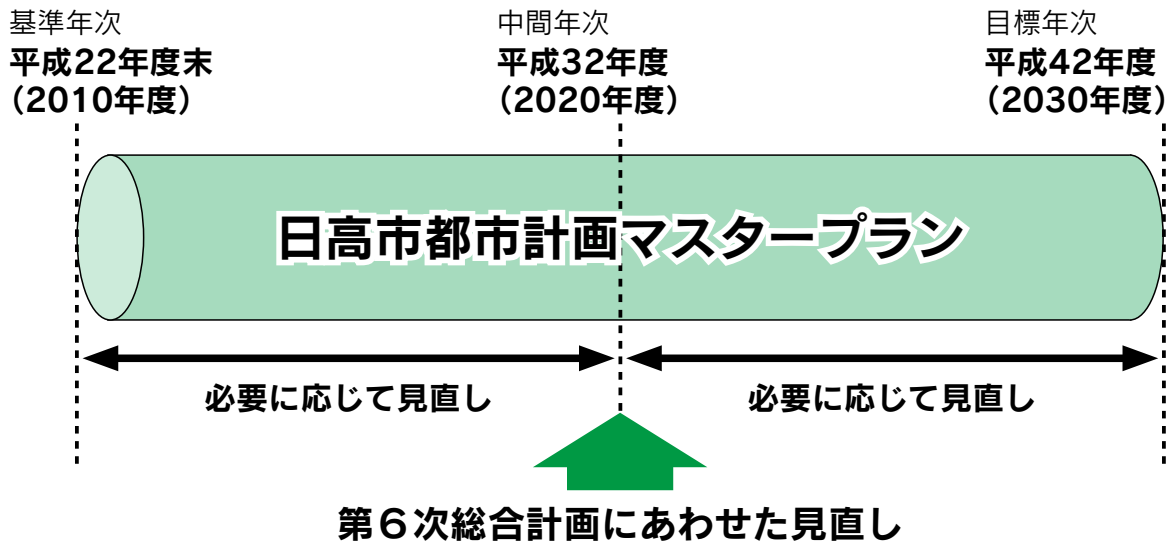 基準年次
平成22年度末
（2010年度）
中間年次
平成32年度
（2020年度）
目標年次
平成42年度
（2030年度）
日高市都市計画マスタープラン
必要に応じて見直し
必要に応じて見直し
第６次総合計画にあわせた見直し